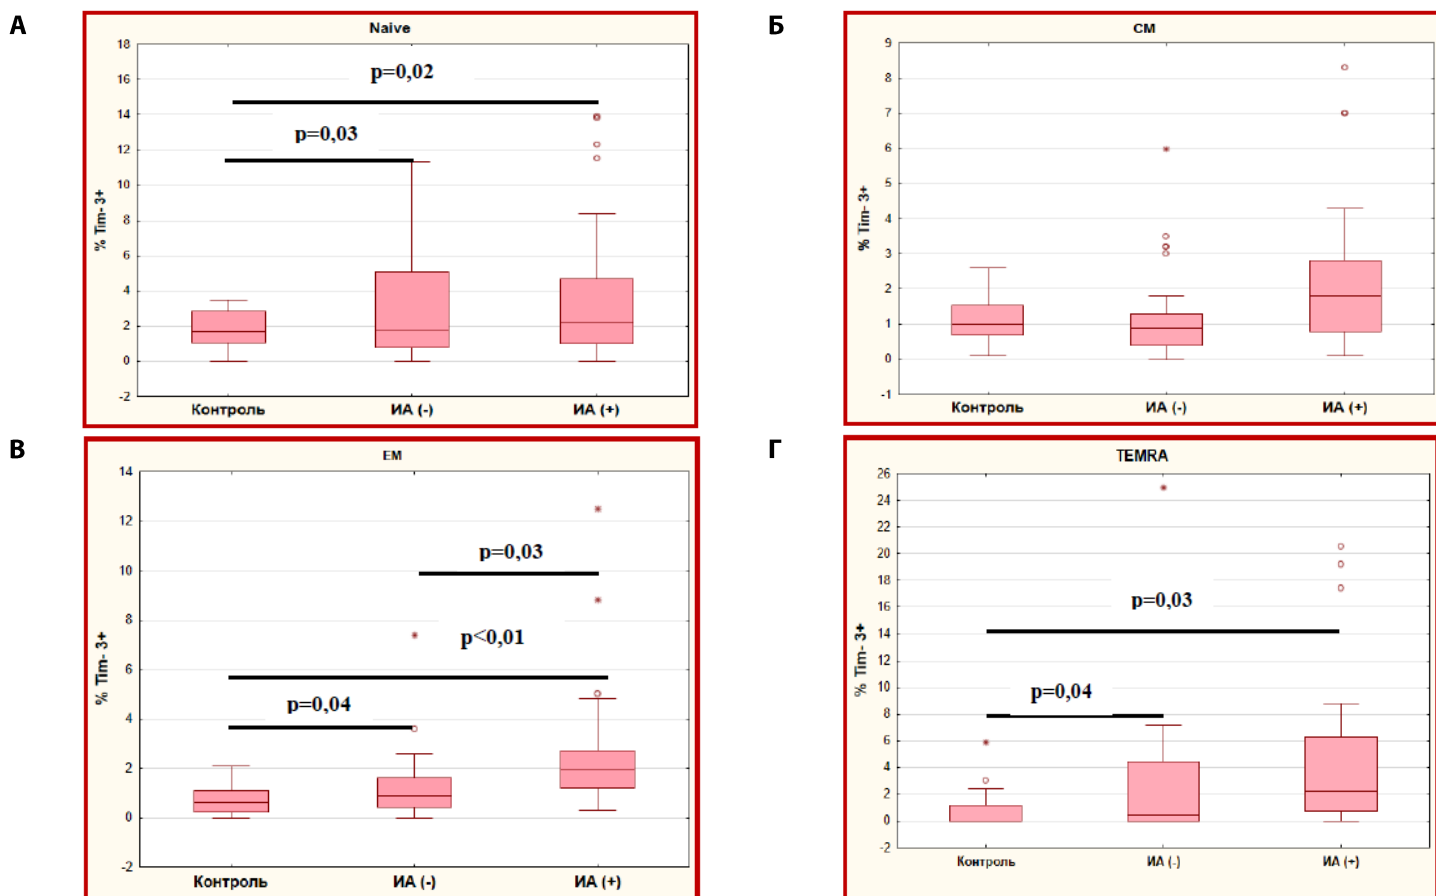 А
Naive
18
16
14
12
10
8
6
4
2
0
-2
% Tim- 3+
p=0,02
p=0,03
Контроль
ИА (-)
ИА (+)
Б
CM
9
8
7
6
5
4
3
2
1
0
-1
% Tim- 3+
Контроль
ИА (-)
ИА (+)
В
EM
14
12
10
8
6
4
2
0
-2
% Tim- 3+
p=0,03
p<0,01
p=0,04
Контроль
ИА (-)
ИА (+)
Г
TEMRA
26
24
22
20
18
16
14
12
10
8
6
4
2
0
-2
% Tim- 3+
p=0,03
p=0,04
Контроль
ИА (-)
ИА (+)